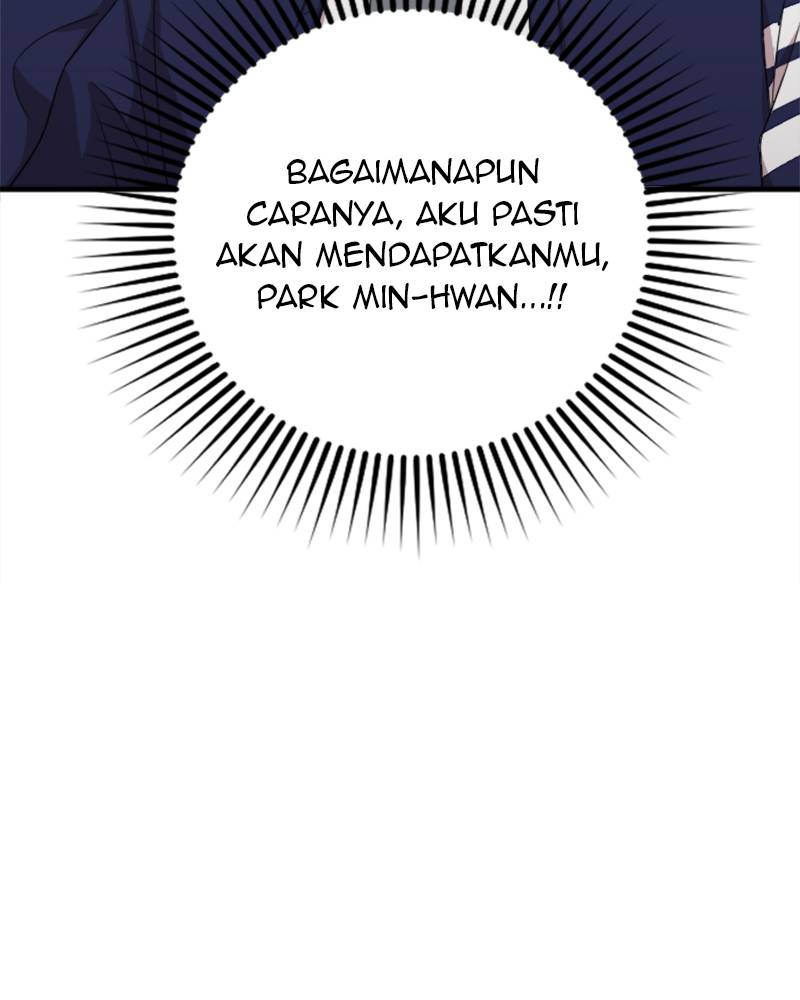 BAGAIMANAPUN
CARANYA, AKU PASTI
AKAN MENDAPATKANMU,
PARK MIN-HWAN...!!